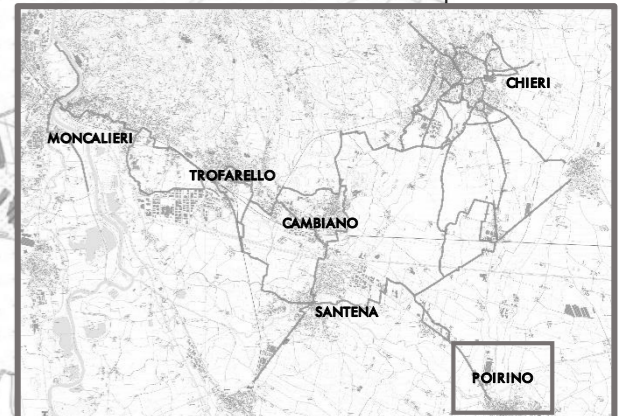 CHIERI
MONCALIERI
TROFARELLO
CAMBIANO
SANTENA
POIRINO